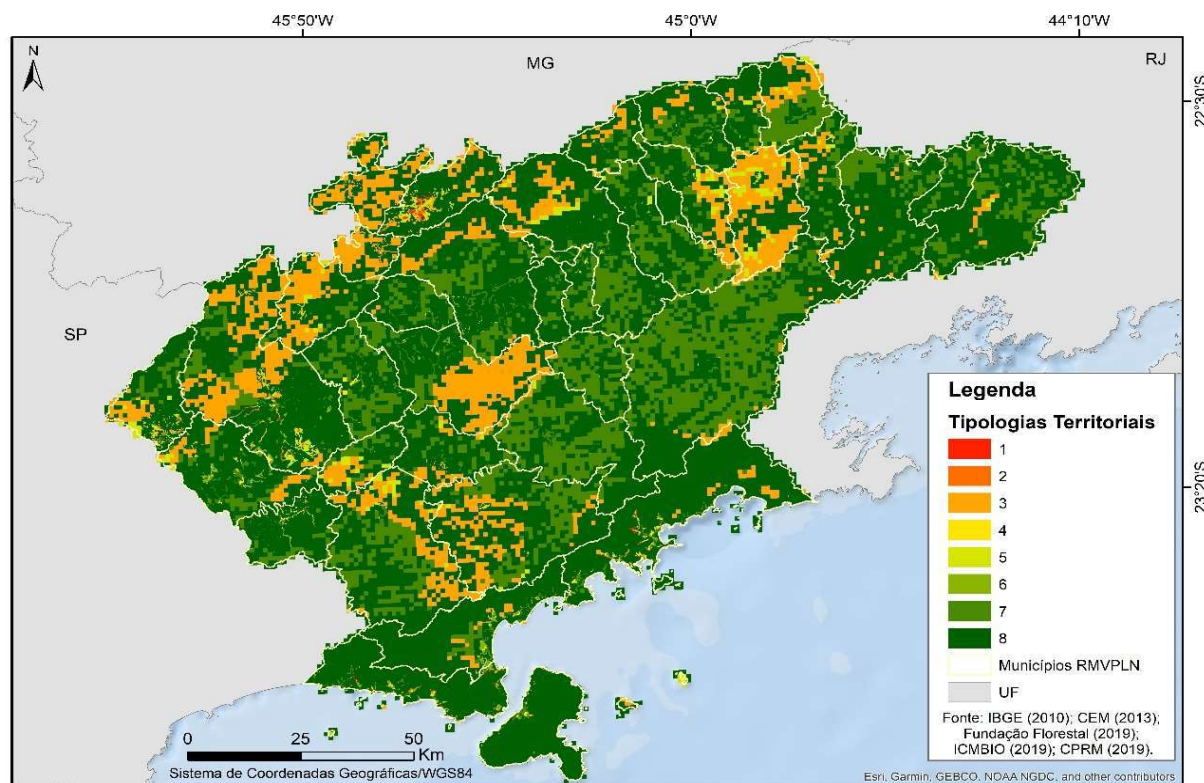 45°50'W
45°0'W
44°10'W
N
MG
RJ
22°30'S
SP
23°20'S
Legenda
Tipologias Territoriais
1
2
3
4
5
6
7
8
Municípios RMVPLN
UF
Fonte: IBGE (2010); CEM (2013);
Fundação Florestal (2019);
ICMBIO (2019); CPRM (2019).
0 25 50
Km
Sistema de Coordenadas Geográficas/WGS84
Esri, Garmin, GEBCO, NOAA NGDC, and other contributors